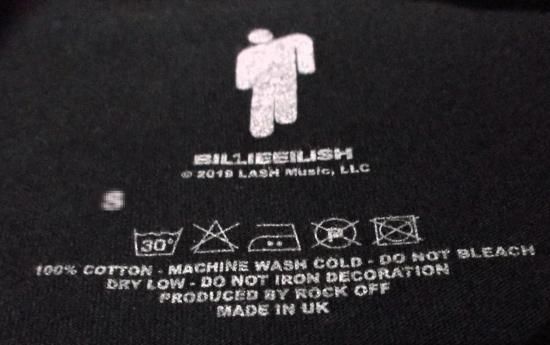 BILLIEEILISH
© 2019 LASH Music, LLC
S
30° P
100% COTTON - MACHINE WASH COLD - DO NOT BLEACH
DRY LOW - DO NOT IRON DECORATION
PRODUCED BY ROCK OFF
MADE IN UK